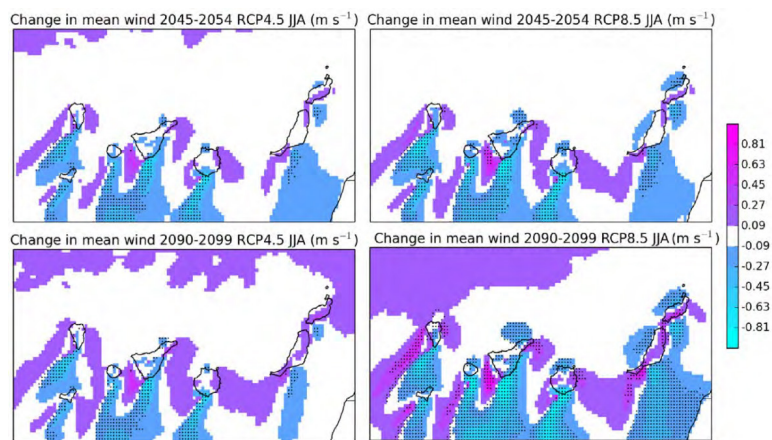 Change in mean wind 2045-2054 RCP4.5 JJA (m s⁻¹)
Change in mean wind 2045-2054 RCP8.5 JJA (m s⁻¹)
Change in mean wind 2090-2099 RCP4.5 JJA (m s⁻¹)
Change in mean wind 2090-2099 RCP8.5 JJA (m s⁻¹)
0.81
0.63
0.45
0.27
0.09
-0.09
-0.27
-0.45
-0.63
-0.81